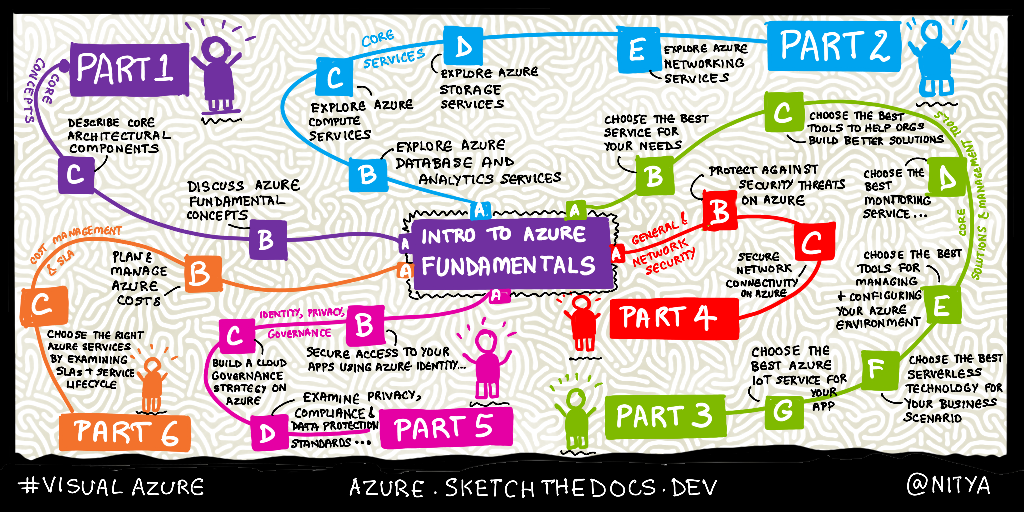 PART 1
CORE
CONCEPTS
DESCRIBE CORE
ARCHITECTURAL
COMPONENTS
C
DISCUSS AZURE
FUNDAMENTAL
CONCEPTS
B
A
INTRO TO AZURE
FUNDAMENTALS
PART 2
CORE
SERVICES
E
EXPLORE AZURE
NETWORKING
SERVICES
D
EXPLORE AZURE
STORAGE
SERVICES
C
EXPLORE AZURE
COMPUTE
SERVICES
B
EXPLORE AZURE
DATABASE AND
ANALYTICS SERVICES
A
A
CHOOSE THE BEST
SERVICE FOR
YOUR NEEDS
B
C
CHOOSE THE BEST
TOOLS TO HELP ORGS
BUILD BETTER SOLUTIONS
CORE
SOLUTIONS & MANAGEMENT TOOLS
CHOOSE THE
BEST
MONITORING
SERVICE...
D
CHOOSE THE BEST
TOOLS FOR
MANAGING
+ CONFIGURING
YOUR AZURE
ENVIRONMENT
E
F
CHOOSE THE BEST
SERVERLESS
TECHNOLOGY FOR
YOUR BUSINESS
SCENARIO
CHOOSE THE
BEST AZURE
IOT SERVICE FOR
YOUR
APP
G
PART 3
A
GENERAL &
NETWORK
SECURITY
PROTECT AGAINST
SECURITY THREATS
ON AZURE
B
C
SECURE
NETWORK
CONNECTIVITY
ON AZURE
PART 4
A
IDENTITY, PRIVACY,
GOVERNANCE
B
SECURE ACCESS TO YOUR
APPS USING AZURE IDENTITY...
C
BUILD A CLOUD
GOVERNANCE
STRATEGY ON
AZURE
D
EXAMINE PRIVACY,
COMPLIANCE &
DATA PROTECTION
STANDARDS...
PART 5
A
COST MANAGEMENT
& SLA
PLAN &
MANAGE
AZURE
COSTS
B
C
CHOOSE THE RIGHT
AZURE SERVICES
BY EXAMINING
SLAS + SERVICE
LIFECYCLE
PART 6
#VISUAL AZURE
AZURE.SKETCHTHEDOCS.DEV
@NITYA